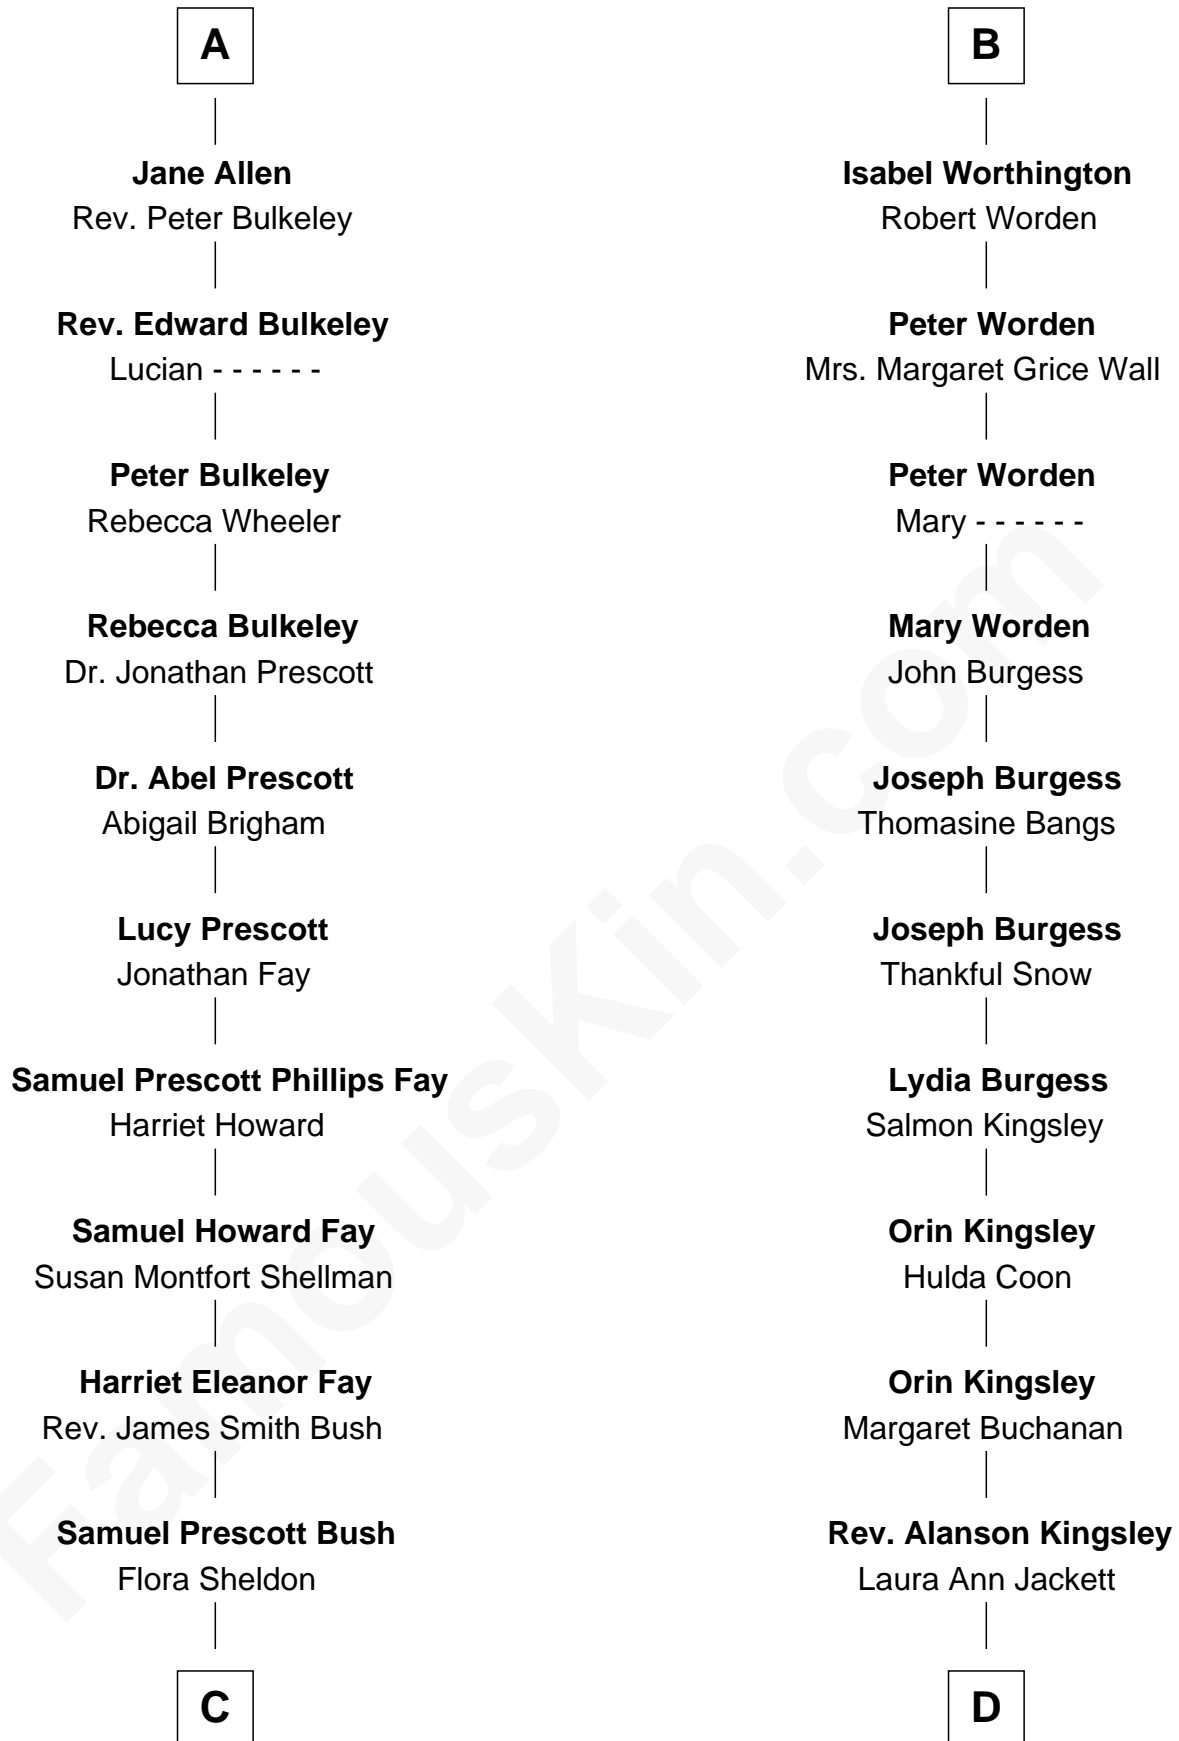 A
Jane Allen
Rev. Peter Bulkeley
Rev. Edward Bulkeley
Lucian - - - - - -
Peter Bulkeley
Rebecca Wheeler
Rebecca Bulkeley
Dr. Jonathan Prescott
Dr. Abel Prescott
Abigail Brigham
Lucy Prescott
Jonathan Fay
Samuel Prescott Phillips Fay
Harriet Howard
Samuel Howard Fay
Susan Montfort Shellman
Harriet Eleanor Fay
Rev. James Smith Bush
Samuel Prescott Bush
Flora Sheldon
C
B
Isabel Worthington
Robert Worden
Peter Worden
Mrs. Margaret Grice Wall
Peter Worden
Mary - - - - - -
Mary Worden
John Burgess
Joseph Burgess
Thomasine Bangs
Joseph Burgess
Thankful Snow
Lydia Burgess
Salmon Kingsley
Orin Kingsley
Hulda Coon
Orin Kingsley
Margaret Buchanan
Rev. Alanson Kingsley
Laura Ann Jackett
D
FamousKin.com